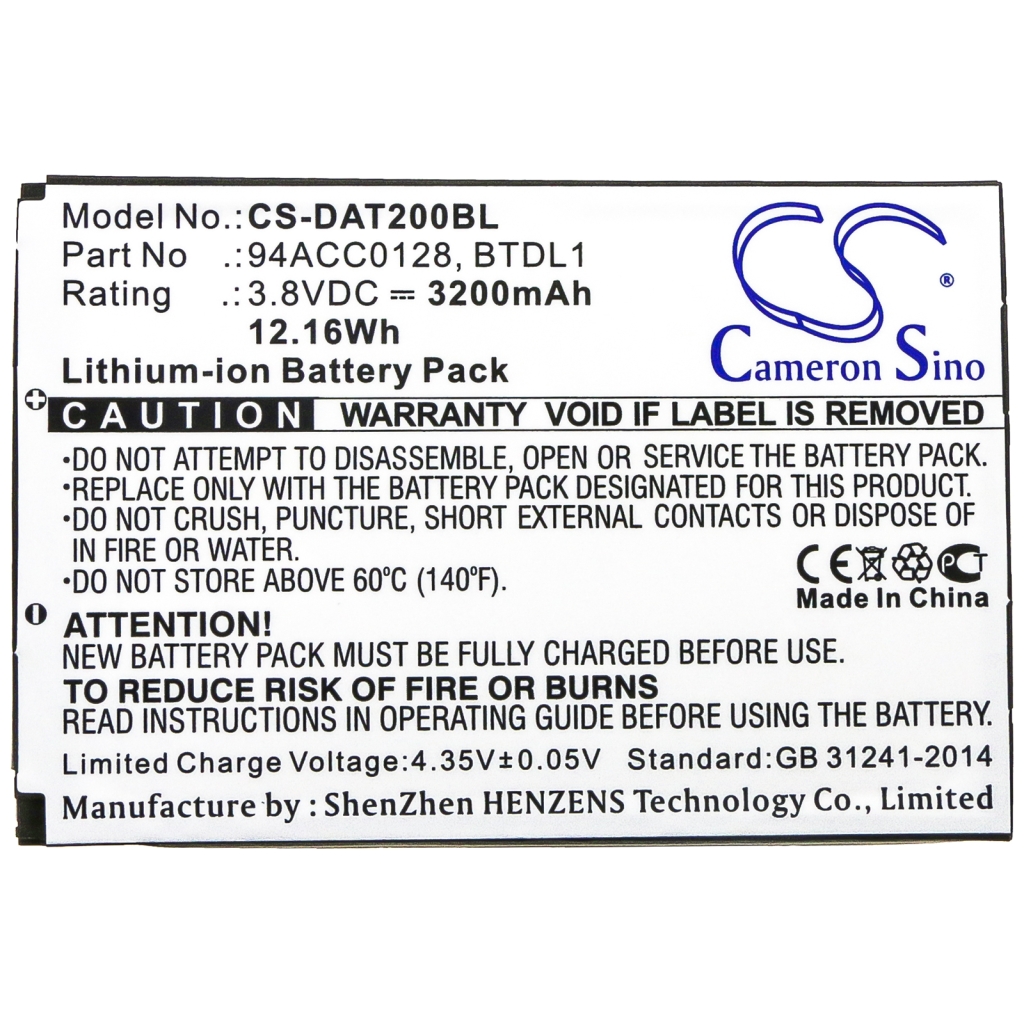 Model No.: CS-DAT200BL
Part No .: 94ACC0128, BTDL1
Rating .: 3.8VDC ⎓ 3200mAh
12.16Wh
Lithium-ion Battery Pack
CS
®
Cameron Sino
CAUTION WARRANTY VOID IF LABEL IS REMOVED
•DO NOT ATTEMPT TO DISASSEMBLE, OPEN OR SERVICE THE BATTERY PACK.
•REPLACE ONLY WITH THE BATTERY PACK DESIGNATED FOR THIS PRODUCT.
•DO NOT CRUSH, PUNCTURE, SHORT EXTERNAL CONTACTS OR DISPOSE OF
IN FIRE OR WATER.
•DO NOT STORE ABOVE 60ºC (140ºF).
CE PCT
Made In China
ATTENTION!
NEW BATTERY PACK MUST BE FULLY CHARGED BEFORE USE.
TO REDUCE RISK OF FIRE OR BURNS
READ INSTRUCTIONS IN OPERATING GUIDE BEFORE USING THE BATTERY.
Limited Charge Voltage:4.35V±0.05V Standard:GB 31241-2014
Manufacture by : ShenZhen HENZENS Technology Co., Limited